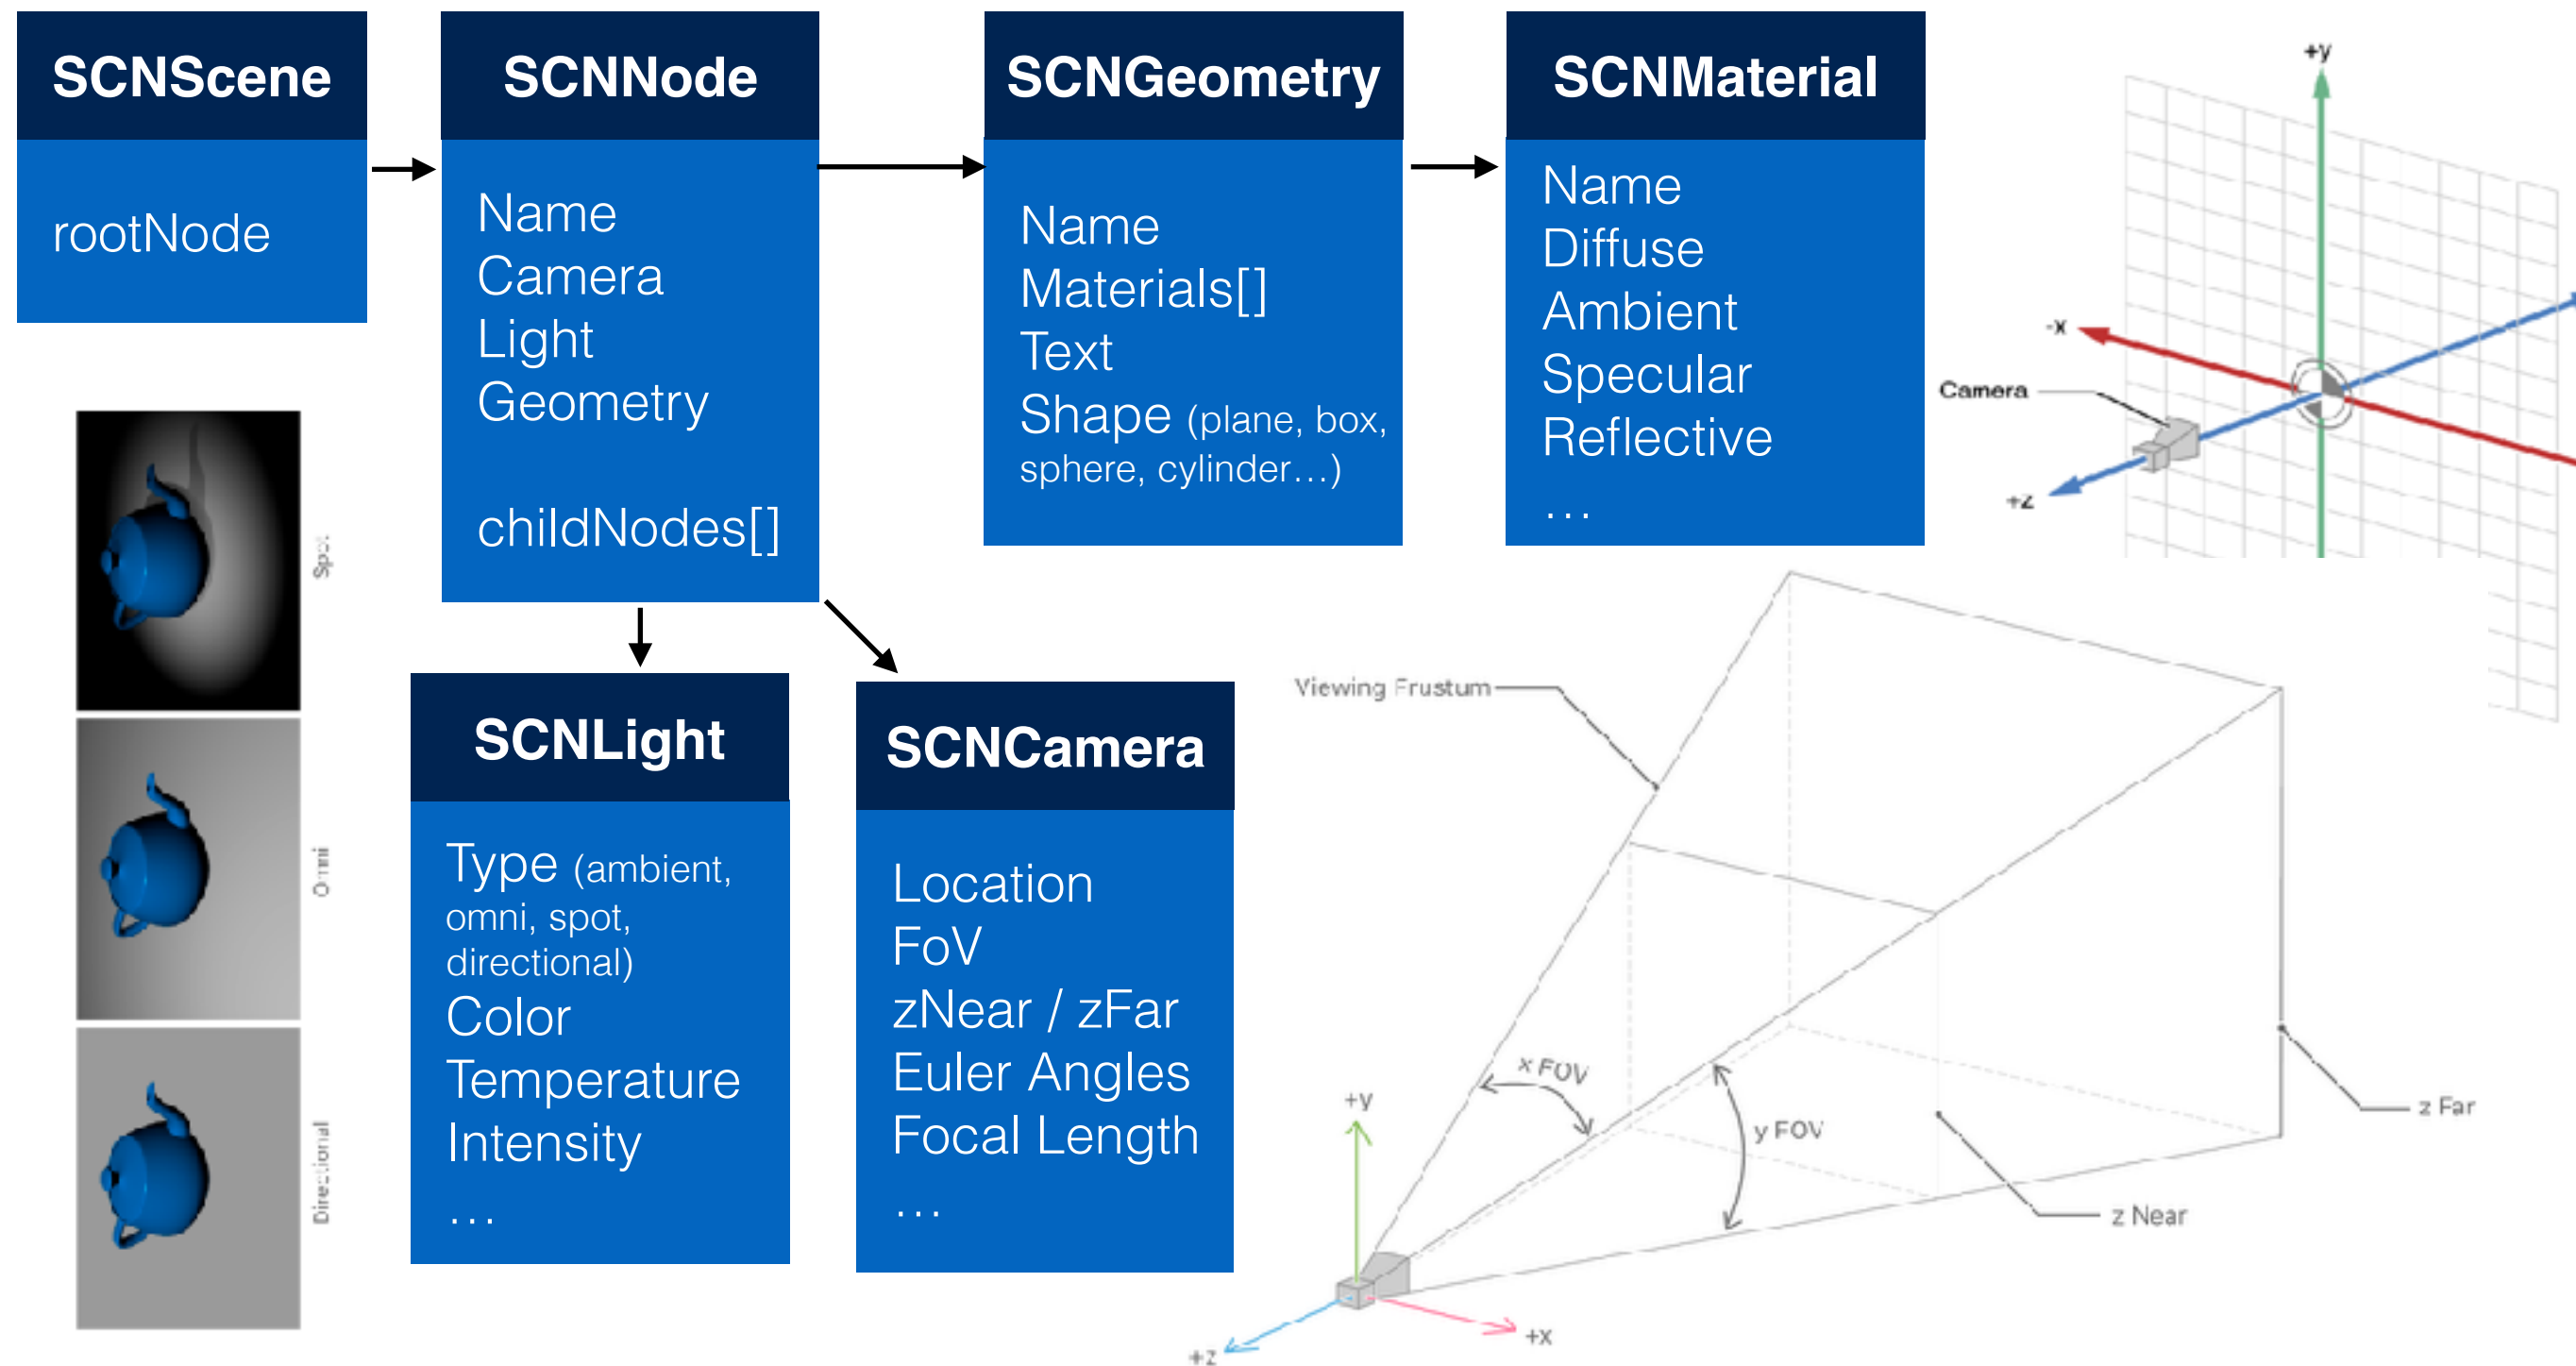 SCNScene
rootNode
SCNNode
Name
Camera
Light
Geometry
childNodes[]
SCNGeometry
Name
Materials[]
Text
Shape (plane, box,
sphere, cylinder…)
SCNMaterial
Name
Diffuse
Ambient
Specular
Reflective
…
+y
-x
Camera
+z
Spot
Omni
Directional
SCNLight
Type (ambient,
omni, spot,
directional)
Color
Temperature
Intensity
…
SCNCamera
Location
FoV
zNear / zFar
Euler Angles
Focal Length
…
Viewing Frustum
x FOV
y FOV
z Far
z Near
+y
+x
+z